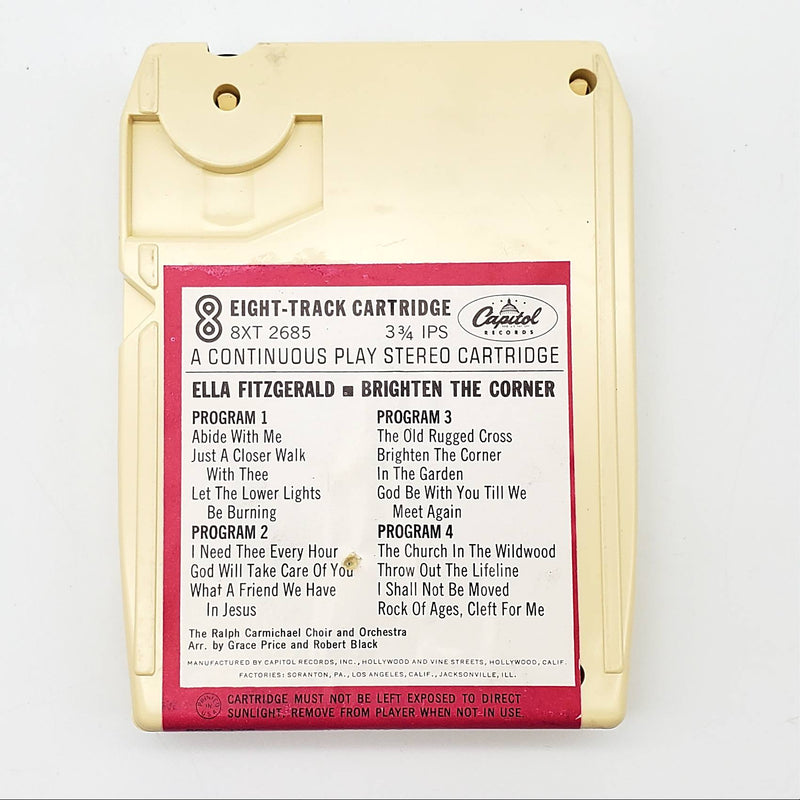 8 EIGHT-TRACK CARTRIDGE
8XT 2685 3¾ IPS
Capitol
RECORDS
A CONTINUOUS PLAY STEREO CARTRIDGE
ELLA FITZGERALD ■ BRIGHTEN THE CORNER
PROGRAM 1
Abide With Me
Just A Closer Walk
With Thee
Let The Lower Lights
Be Burning
PROGRAM 2
I Need Thee Every Hour
God Will Take Care Of You
What A Friend We Have
In Jesus
PROGRAM 3
The Old Rugged Cross
Brighten The Corner
In The Garden
God Be With You Till We
Meet Again
PROGRAM 4
The Church In The Wildwood
Throw Out The Lifeline
I Shall Not Be Moved
Rock Of Ages, Cleft For Me
The Ralph Carmichael Choir and Orchestra
Arr. by Grace Price and Robert Black
MANUFACTURED BY CAPITOL RECORDS, INC., HOLLYWOOD AND VINE STREETS, HOLLYWOOD, CALIF.
FACTORIES: SCRANTON, PA., LOS ANGELES, CALIF., JACKSONVILLE, ILL.
PRINTED IN U.S.A.
CARTRIDGE MUST NOT BE LEFT EXPOSED TO DIRECT
SUNLIGHT. REMOVE FROM PLAYER WHEN NOT IN USE.